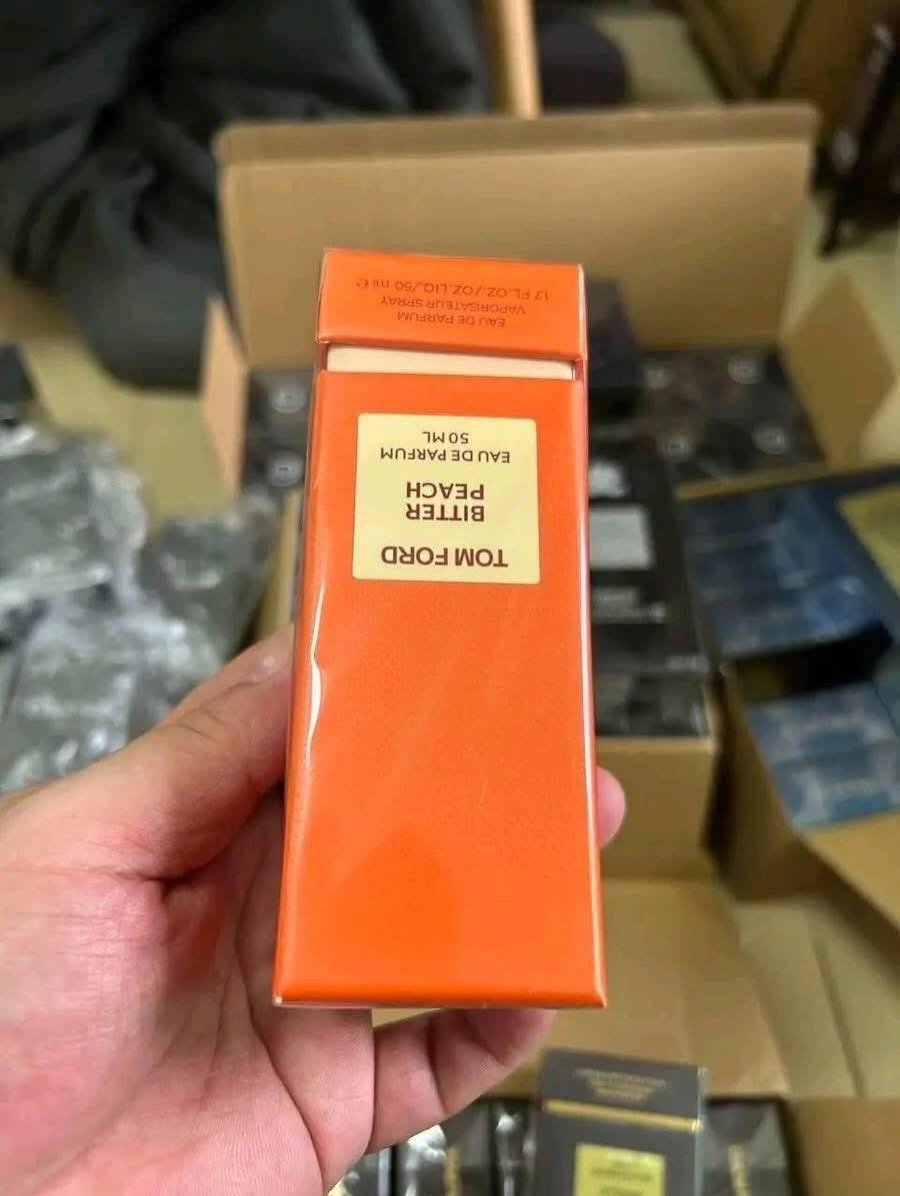 TOM FORD
BITTER
PEACH
EAU DE PARFUM
50 ML
EAU DE PARFUM
VAPORISATEUR SPRAY
1.7 FL.OZ./OZ.LIQ./50 ml e